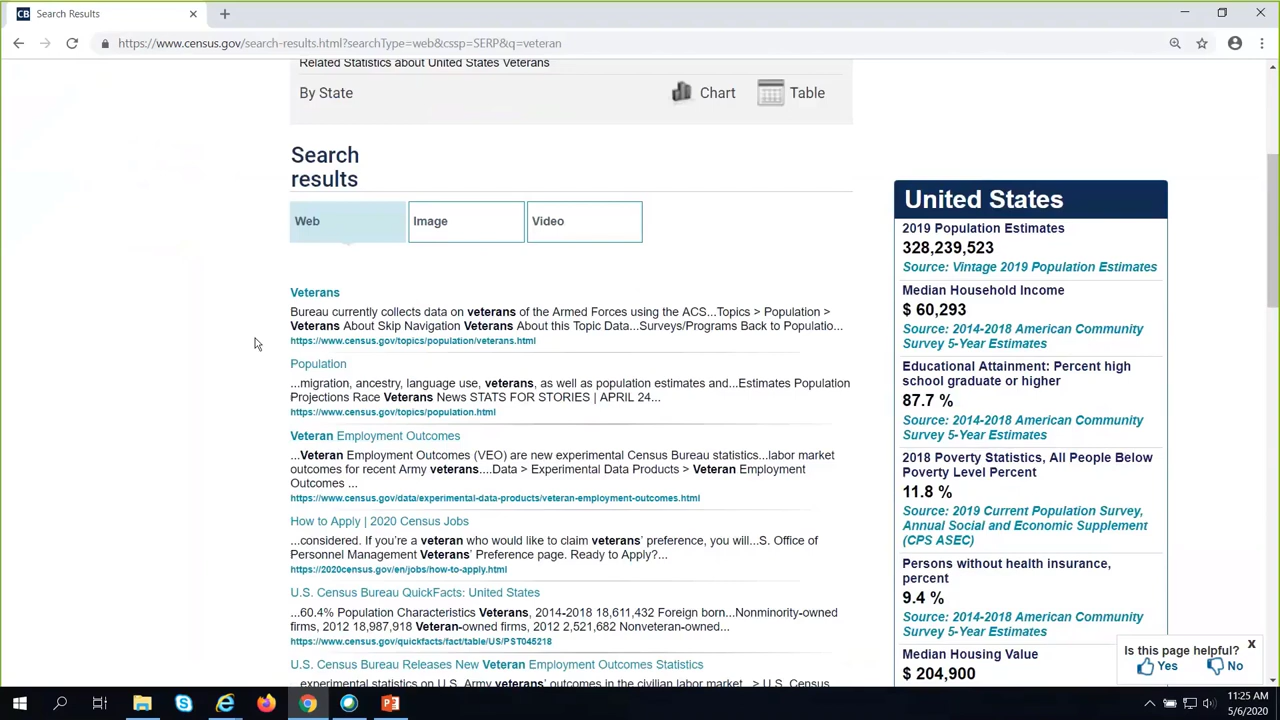 CB Search Results
https://www.census.gov/search-results.html?searchType=web&cssp=SERP&q=veteran
Related Statistics about United States Veterans
By State Chart Table
Search
results
Web Image Video
Veterans
Bureau currently collects data on veterans of the Armed Forces using the ACS...Topics > Population >
Veterans About Skip Navigation Veterans About this Topic Data...Surveys/Programs Back to Populatio...
https://www.census.gov/topics/population/veterans.html
Population
...migration, ancestry, language use, veterans, as well as population estimates and...Estimates Population
Projections Race Veterans News STATS FOR STORIES | APRIL 24...
https://www.census.gov/topics/population.html
Veteran Employment Outcomes
...Veteran Employment Outcomes (VEO) are new experimental Census Bureau statistics...labor market
outcomes for recent Army veterans....Data > Experimental Data Products > Veteran Employment
Outcomes ...
https://www.census.gov/data/experimental-data-products/veteran-employment-outcomes.html
How to Apply | 2020 Census Jobs
...considered. If you're a veteran who would like to claim veterans' preference, you will...S. Office of
Personnel Management Veterans' Preference page. Ready to Apply?...
https://2020census.gov/en/jobs/how-to-apply.html
U.S. Census Bureau QuickFacts: United States
...60.4% Population Characteristics Veterans, 2014-2018 18,611,432 Foreign born...Nonminority-owned
firms, 2012 18,987,918 Veteran-owned firms, 2012 2,521,682 Nonveteran-owned...
https://www.census.gov/quickfacts/fact/table/US/PST045218
U.S. Census Bureau Releases New Veteran Employment Outcomes Statistics
experimental statistics on U.S. Army veterans' outcomes in the civilian labor market. > U.S. Census
United States
2019 Population Estimates
328,239,523
Source: Vintage 2019 Population Estimates
Median Household Income
$ 60,293
Source: 2014-2018 American Community
Survey 5-Year Estimates
Educational Attainment: Percent high
school graduate or higher
87.7 %
Source: 2014-2018 American Community
Survey 5-Year Estimates
2018 Poverty Statistics, All People Below
Poverty Level Percent
11.8 %
Source: 2019 Current Population Survey,
Annual Social and Economic Supplement
(CPS ASEC)
Persons without health insurance,
percent
9.4 %
Source: 2014-2018 American Community
Survey 5-Year Estimates
Median Housing Value
$ 204,900
Is this page helpful? X
Yes No
11:25 AM
5/6/2020